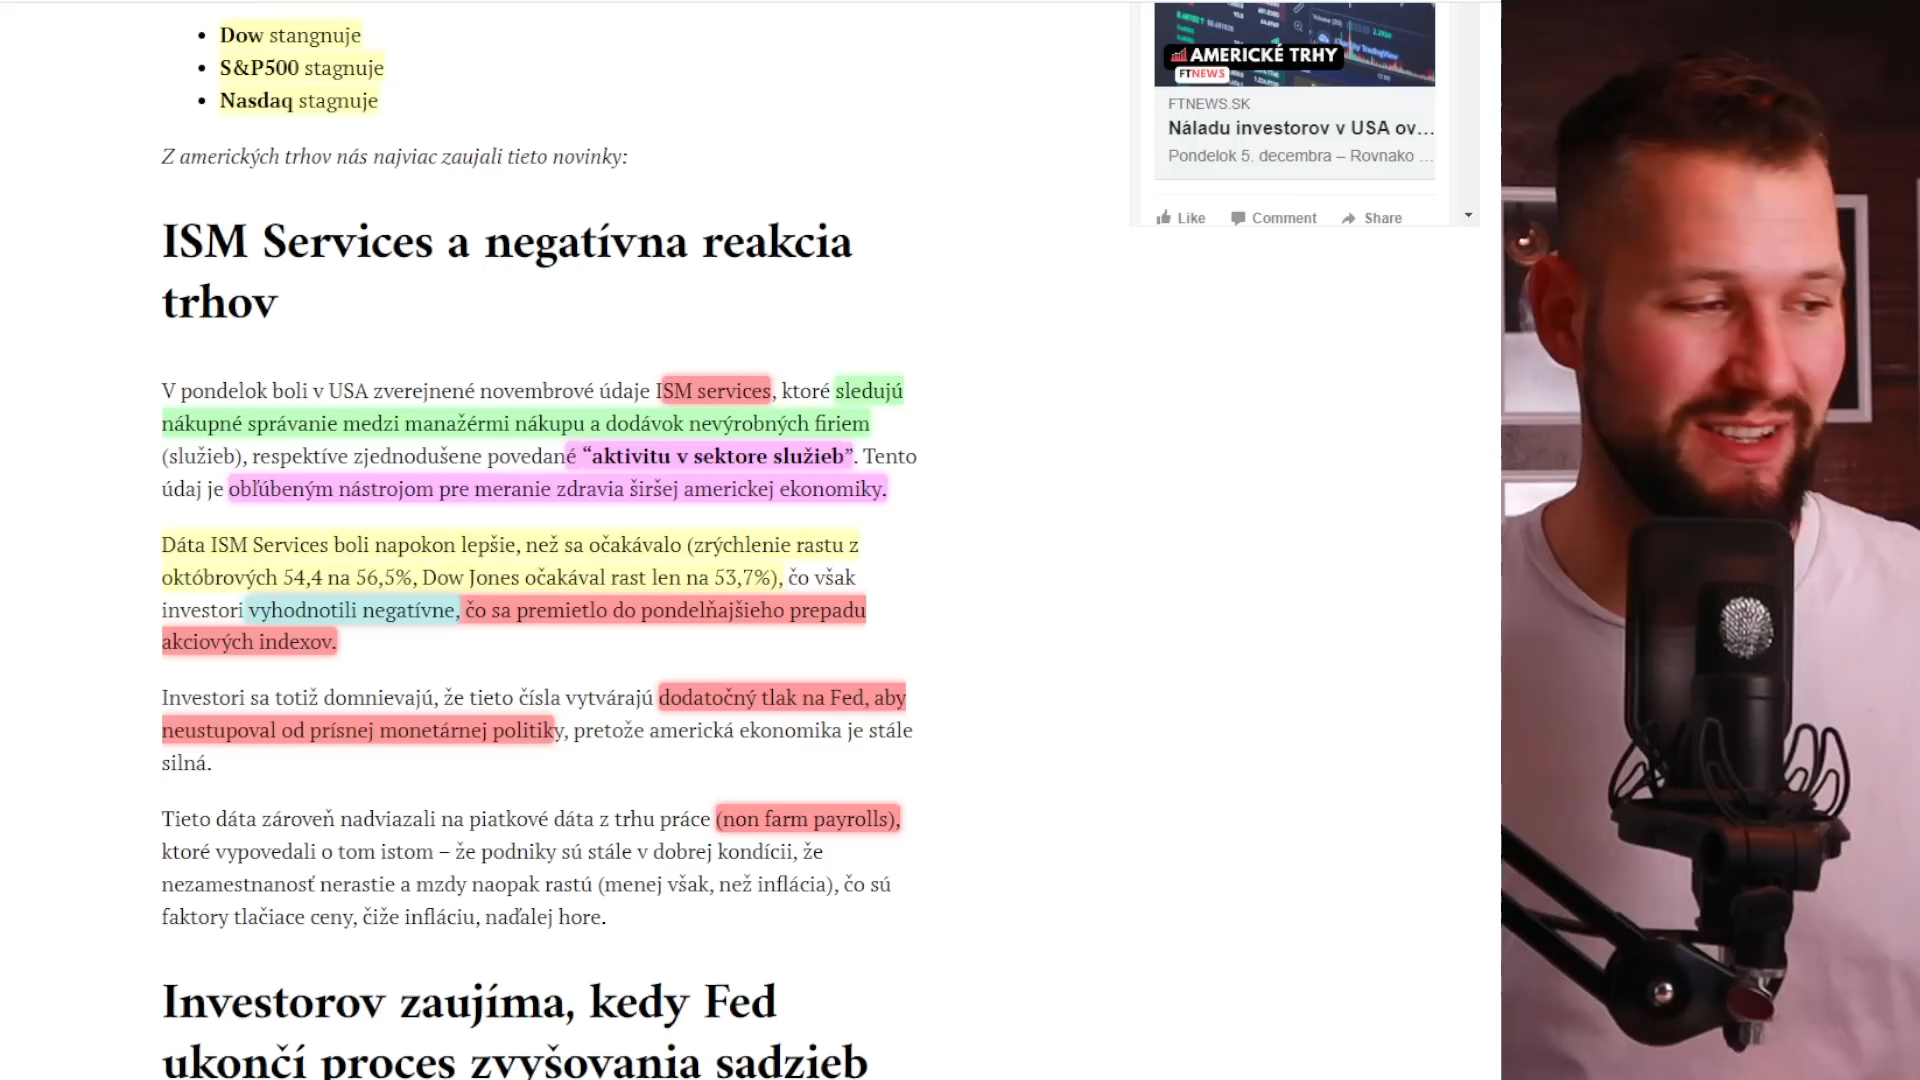 Dow stangnuje
S&P500 stagnuje
Nasdaq stagnuje
Z amerických trhov nás najviac zaujali tieto novinky:
ISM Services a negatívna reakcia
trhov
V pondelok boli v USA zverejnené novembrové údaje ISM services, ktoré sledujú
nákupné správanie medzi manažérmi nákupu a dodávok nevýrobných firiem
(služieb), respektíve zjednodušene povedané “aktivitu v sektore služieb”. Tento
údaj je obľúbeným nástrojom pre meranie zdravia širšej americkej ekonomiky.
Dáta ISM Services boli napokon lepšie, než sa očakávalo (zrýchlenie rastu z
októbrových 54,4 na 56,5%, Dow Jones očakával rast len na 53,7%), čo však
investori vyhodnotili negatívne, čo sa premietlo do pondelňajšieho prepadu
akciových indexov.
Investori sa totiž domnievajú, že tieto čísla vytvárajú dodatočný tlak na Fed, aby
neustupoval od prísnej monetárnej politiky, pretože americká ekonomika je stále
silná.
Tieto dáta zároveň nadviazali na piatkové dáta z trhu práce (non farm payrolls),
ktoré vypovedali o tom istom – že podniky sú stále v dobrej kondícii, že
nezamestnanosť nerastie a mzdy naopak rastú (menej však, než inflácia), čo sú
faktory tlačiace ceny, čiže infláciu, naďalej hore.
Investorov zaujíma, kedy Fed
ukončí proces zvyšovania sadzieb
AMERICKÉ TRHY
FTNEWS
FTNEWS.SK
Náladu investorov v USA ov...
Pondelok 5. decembra – Rovnako ...
Like Comment Share